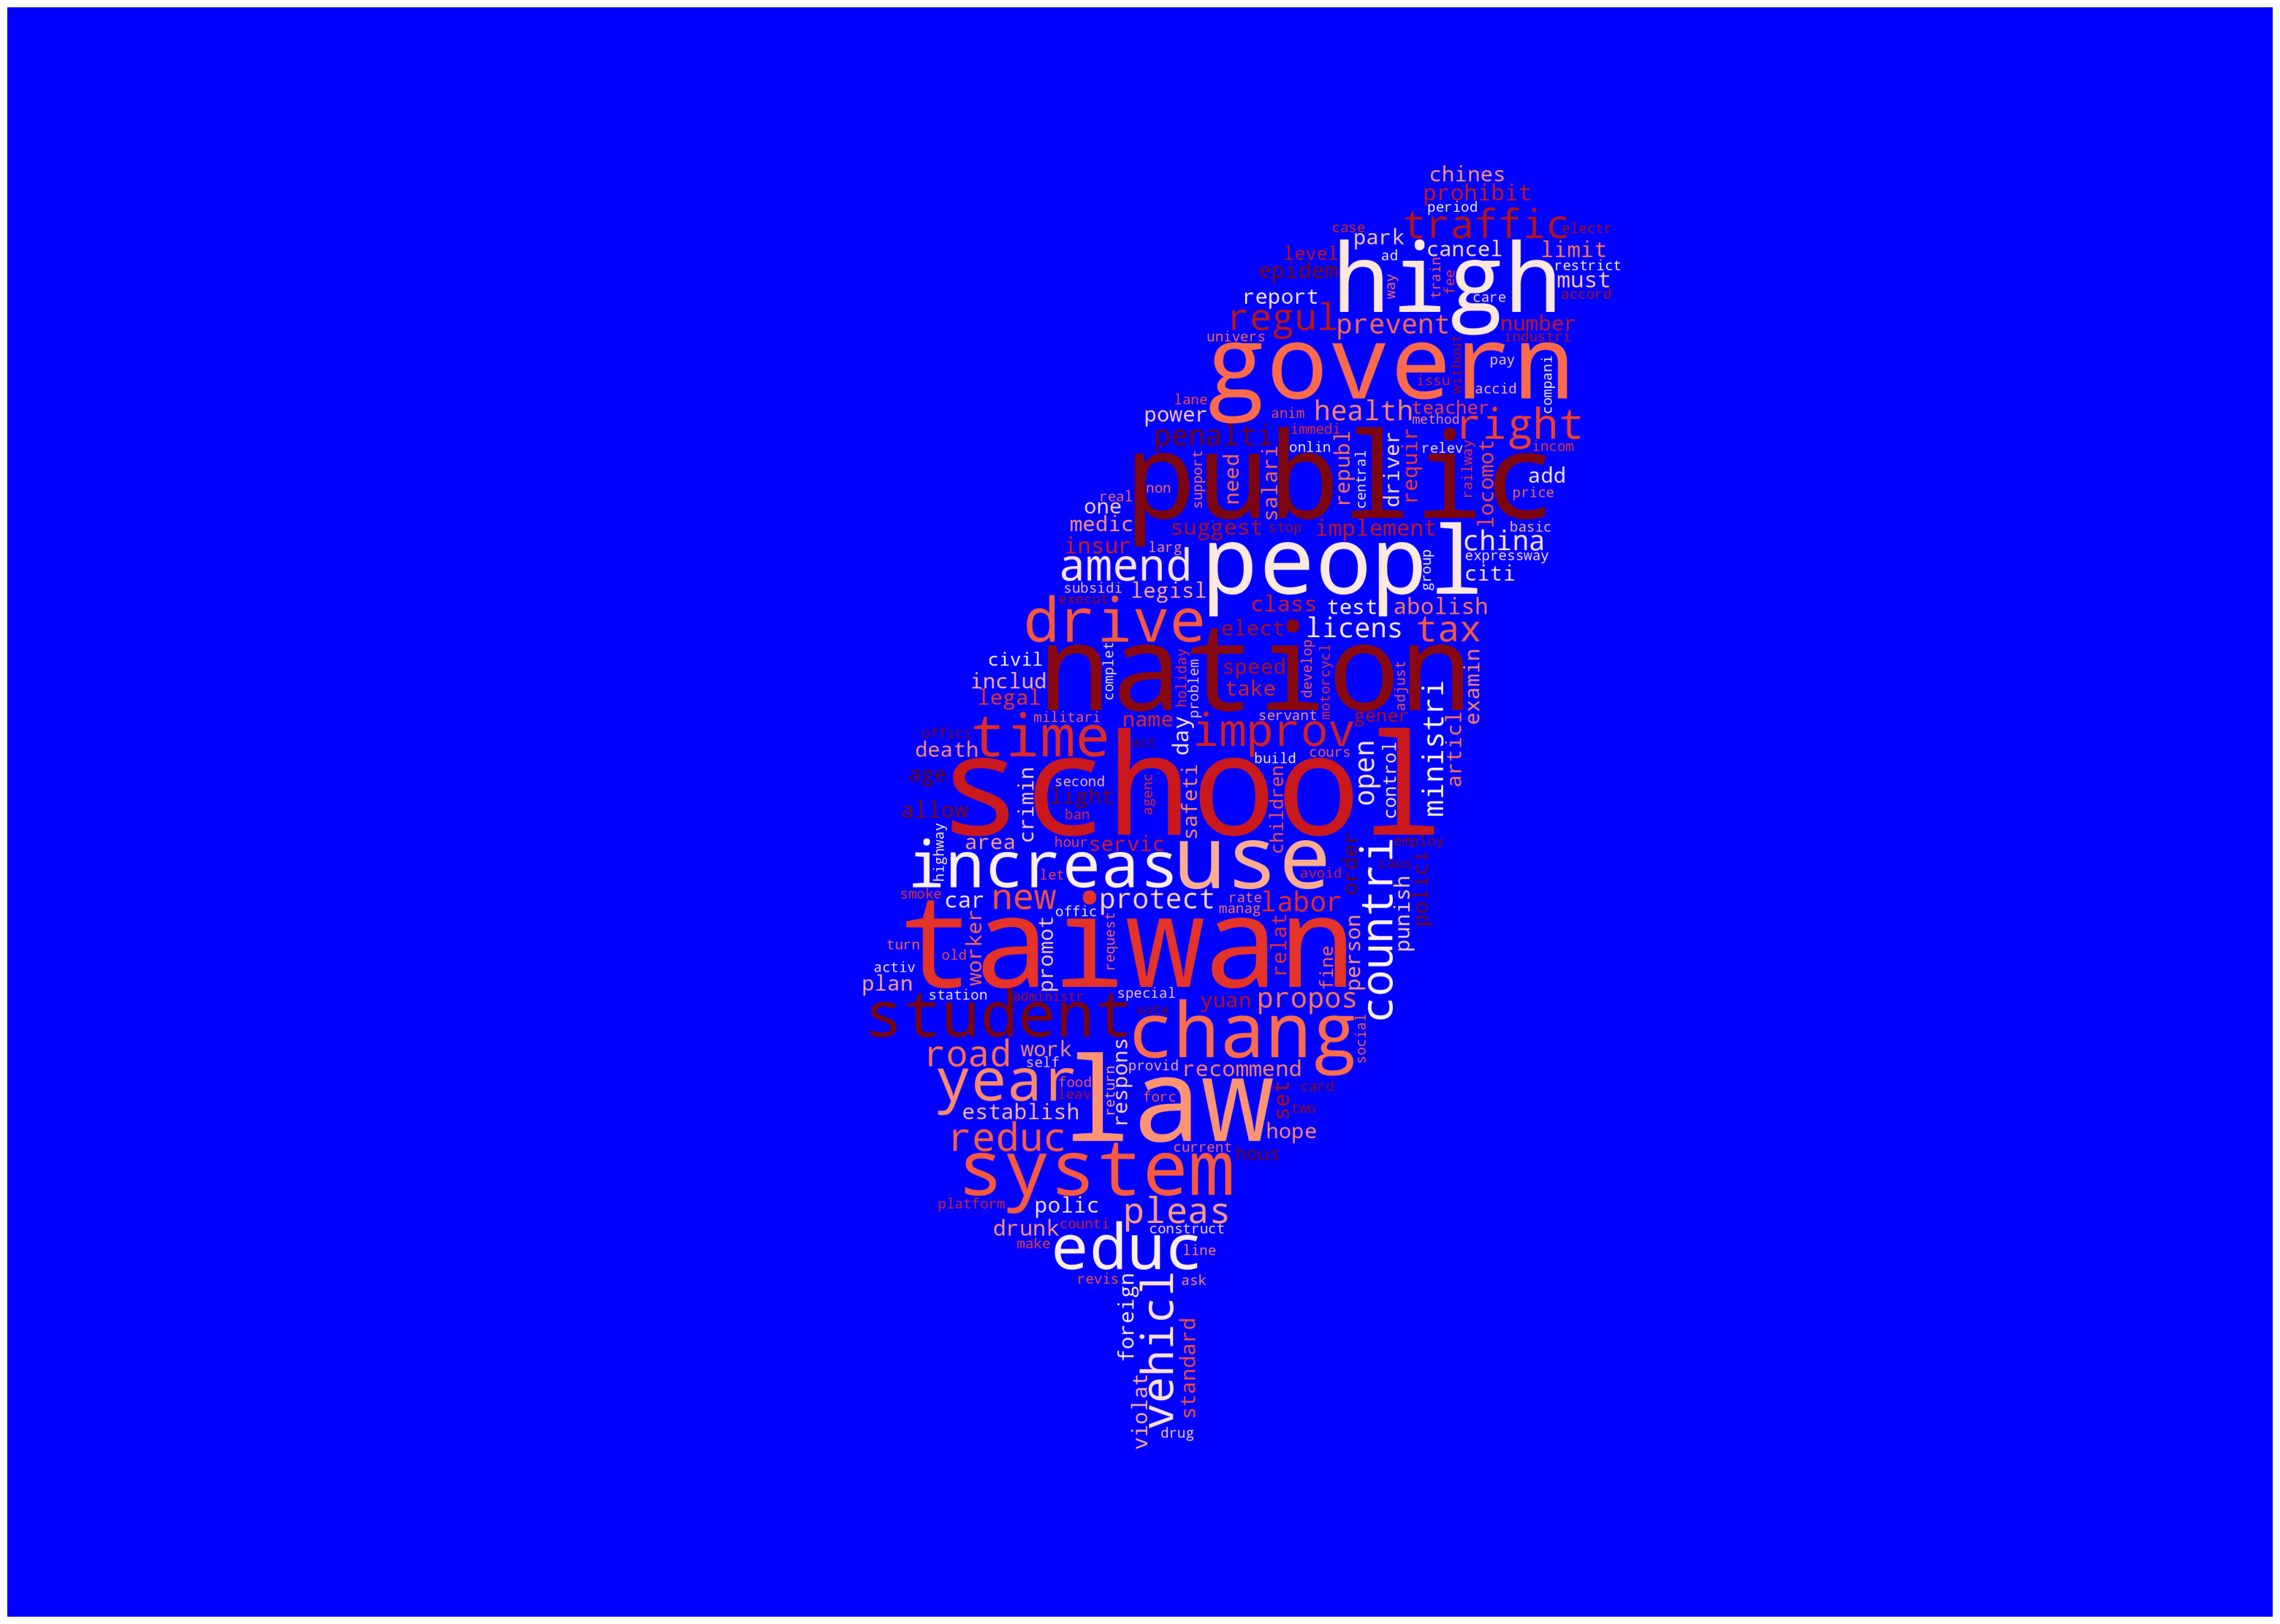 chines
prohibit
period
traffic
electr
case
park
level
ad
cancel
limit
epidem
high
restrict
must
way
train
fee
care
accord
report
regul
prevent
number
univers
industri
govern
without
pay
compani
issu
accid
lane
power
anim
health
teacher
method
right
penalti
immedi
public
onlin
relev
incom
support
need
salari
republ
central
driver
requir
railway
locomot
add
real
non
price
one
medic
suggest
stop
implement
basic
insur
larg
amend
peopl
china
expressway
group
citi
subsidi
legisl
execut
class
test
abolish
drive
elect
licens
tax
civil
nation
complet
holiday
problem
speed
develop
motorcycl
adjust
examin
includ
take
legal
militari
name
servant
gener
offici
time
act
day
improv
ministri
articl
death
school
build
cours
open
control
age
second
light
agenc
safeti
children
allow
crimin
ban
highway
area
hour
servic
order
employ
increas
use
caus
let
avoid
countri
punish
polici
smoke
car
new
protect
rate
manag
labor
offic
taiwan
turn
old
worker
promot
request
relat
fine
person
activ
plan
station
administr
special
yuan
propos
student
chang
social
road
work
self
respons
provid
recommend
year
food
leav
return
law
forc
set
card
two
establish
hope
reduc
current
hous
system
platform
polic
pleas
drunk
counti
construct
make
educ
line
revis
ask
foreign
vehicl
standard
violat
drug